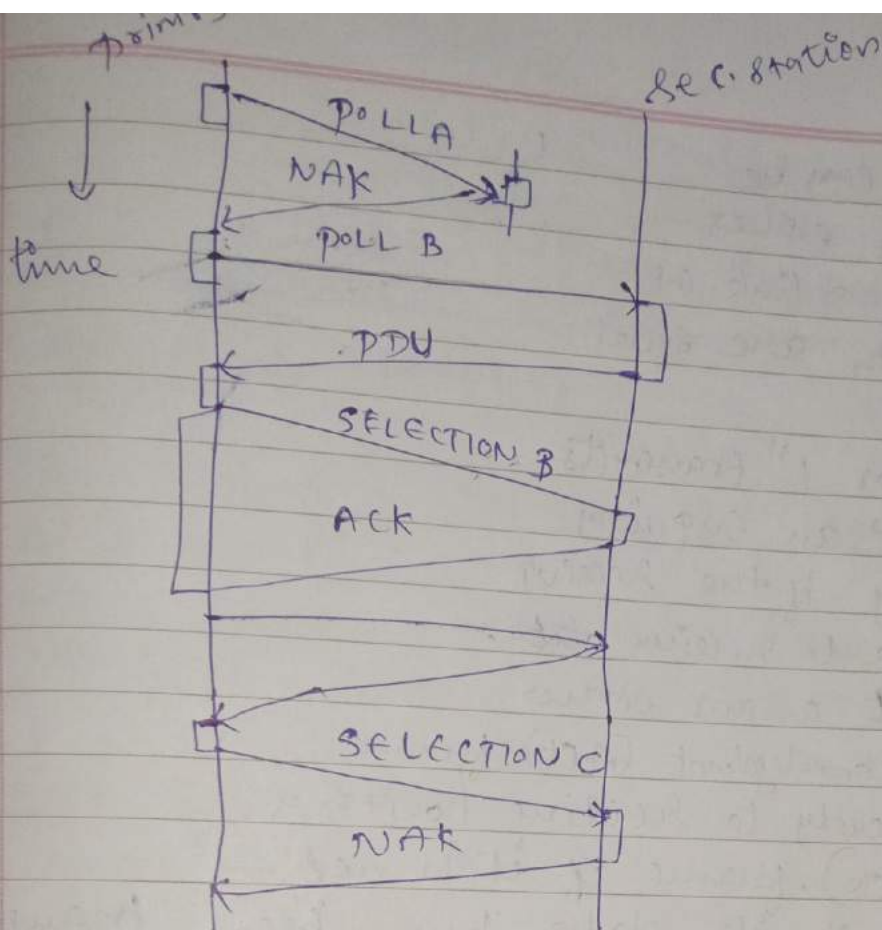 Sec. station
POLL A
NAK
POLL B
time
PDU
SELECTION B
ACK
SELECTION C
NAK